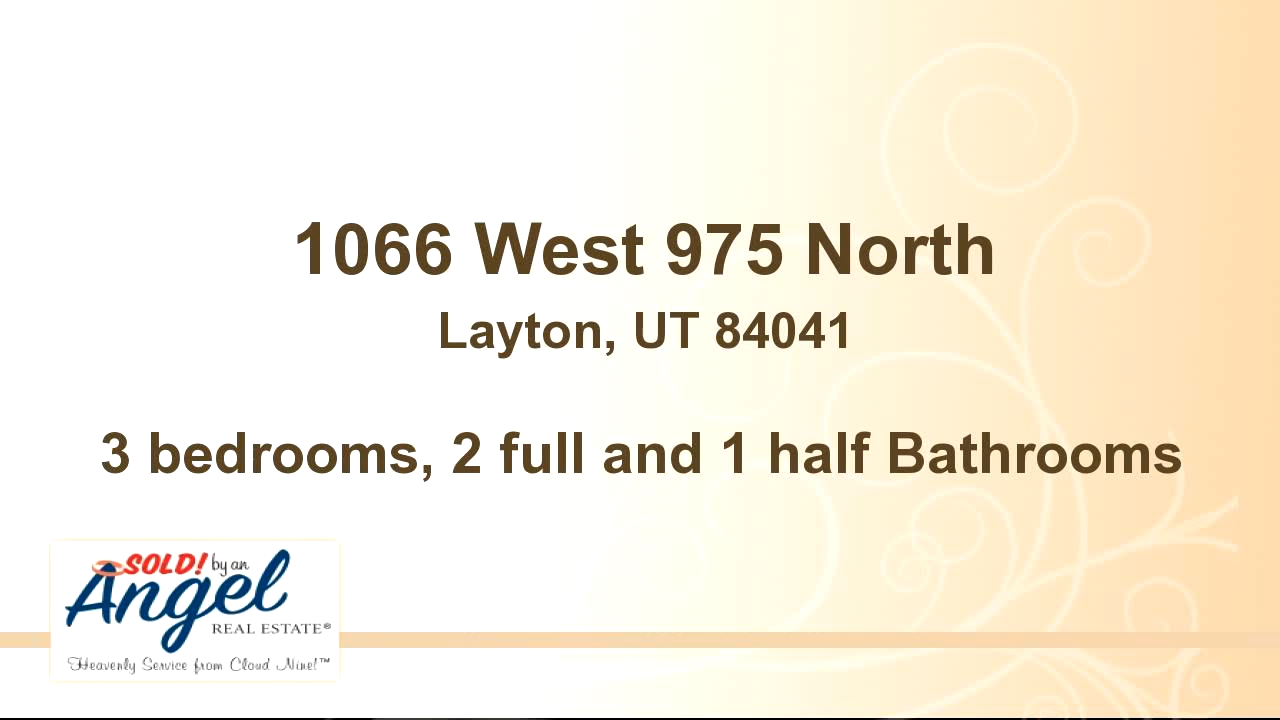 1066 West 975 North
Layton, UT 84041
3 bedrooms, 2 full and 1 half Bathrooms
SOLD! by an
Angel
REAL ESTATE®
Heavenly Service from Cloud Nine!™